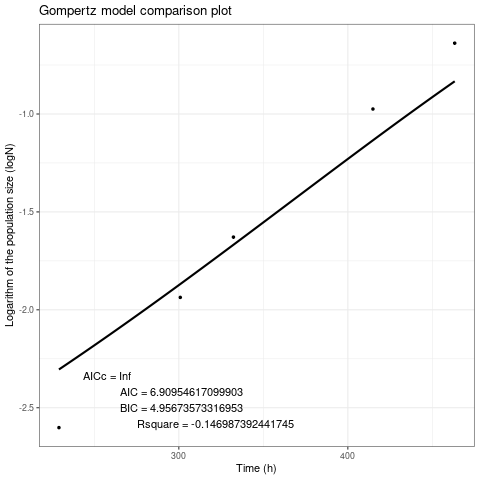 Gompertz model comparison plot
Logarithm of the population size (logN)
-1.0
-1.5
-2.0
-2.5
AICc = Inf
AIC = 6.90954617099903
BIC = 4.95673573316953
Rsquare = -0.146987392441745
300
400
Time (h)